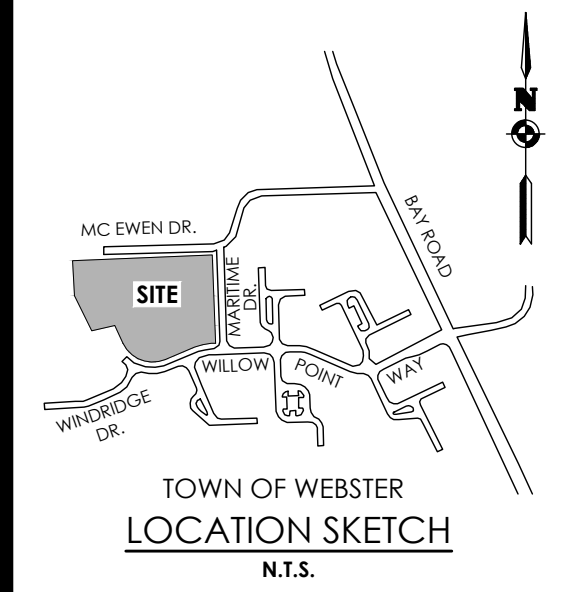 N
MC EWEN DR.
BAY ROAD
SITE
MARITIME
DR.
WILLOW POINT WAY
WINDRIDGE
DR.
TOWN OF WEBSTER
LOCATION SKETCH
N.T.S.